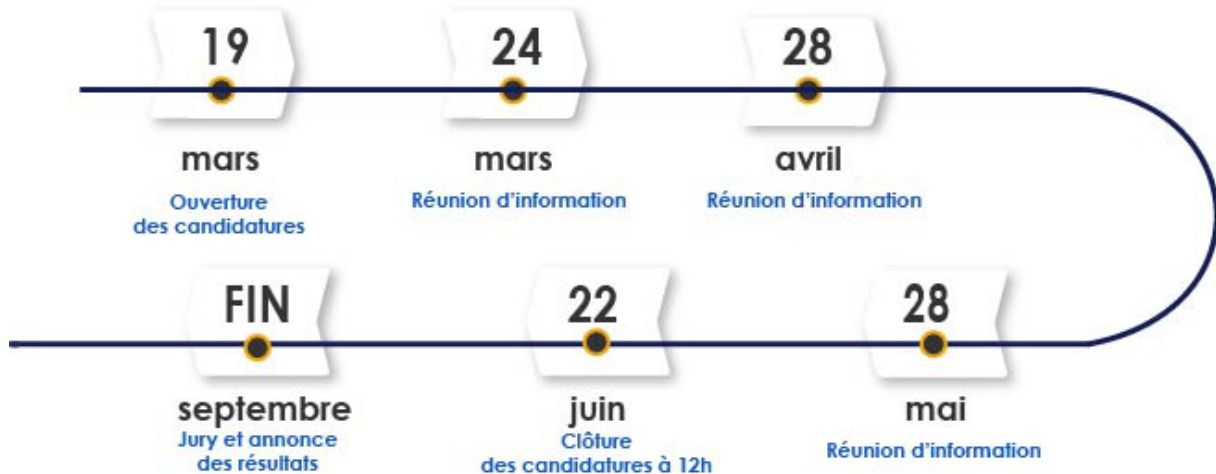 19
mars
Ouverture
des candidatures
24
mars
Réunion d'information
28
avril
Réunion d'information
28
mai
Réunion d'information
22
juin
Clôture
des candidatures à 12h
FIN
septembre
Jury et annonce
des résultats